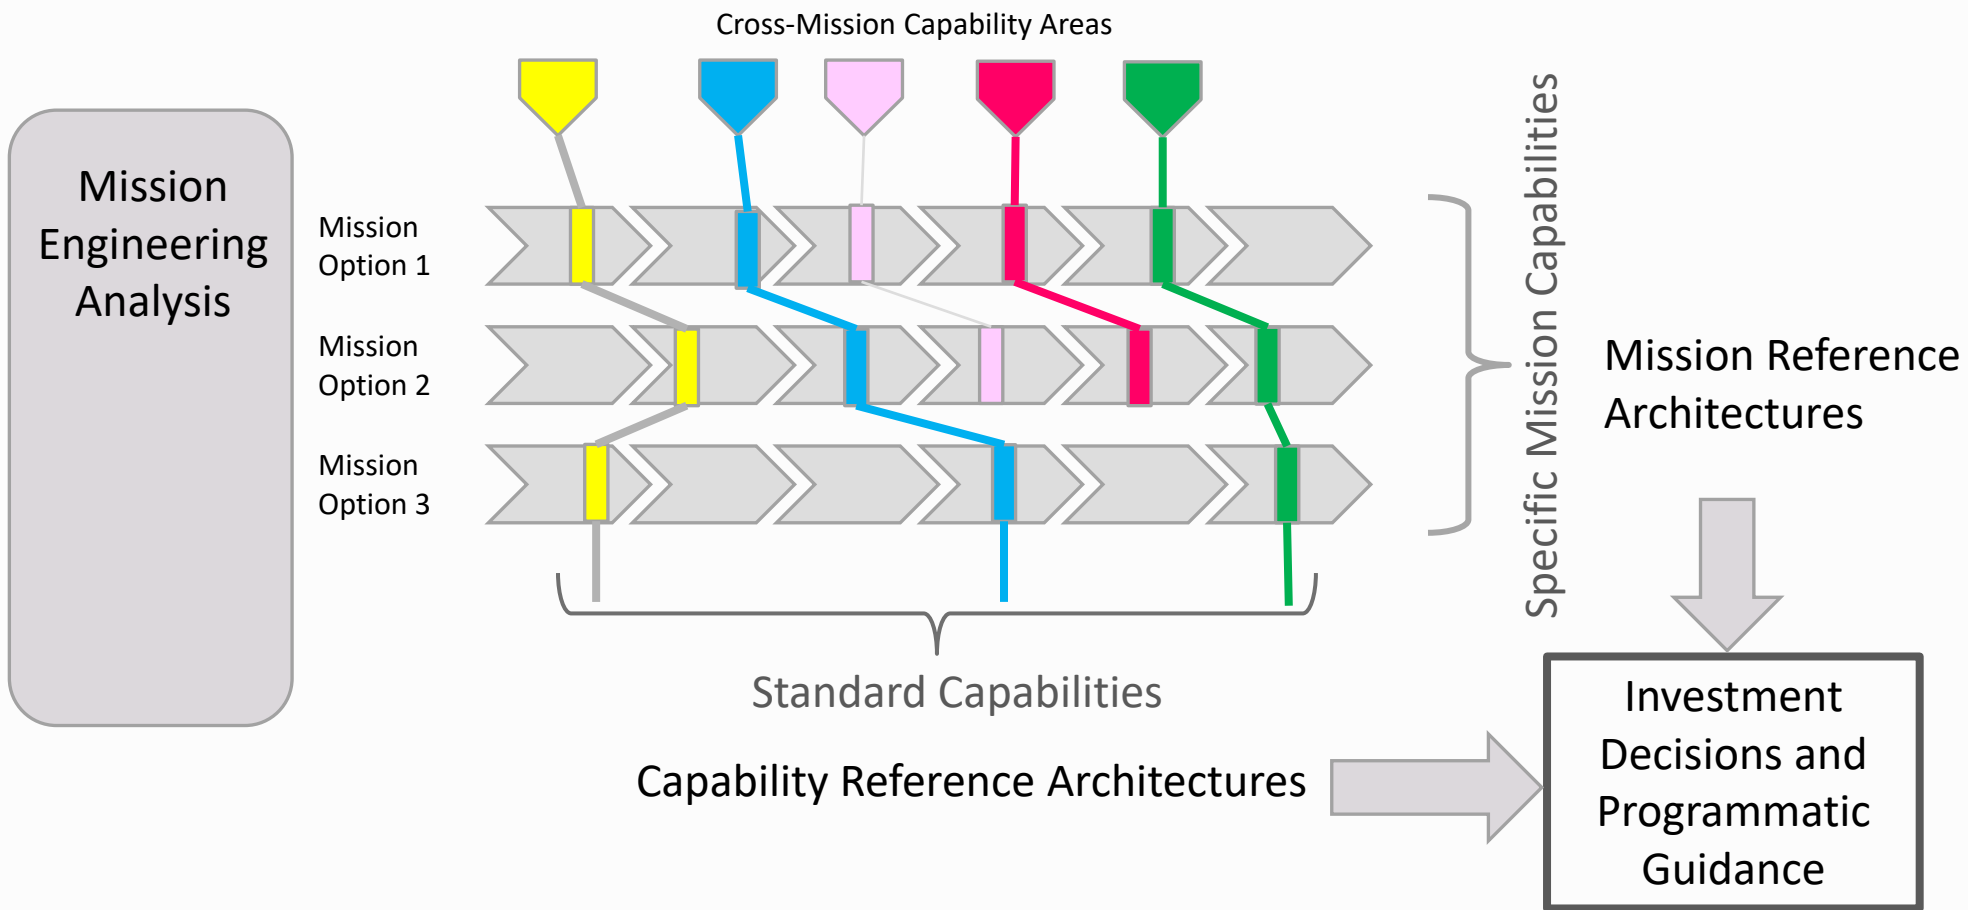 Cross-Mission Capability Areas
Mission
Engineering
Analysis
Mission
Option 1
Mission
Option 2
Mission
Option 3
Specific Mission Capabilities
Mission Reference
Architectures
Standard Capabilities
Capability Reference Architectures
Investment
Decisions and
Programmatic
Guidance